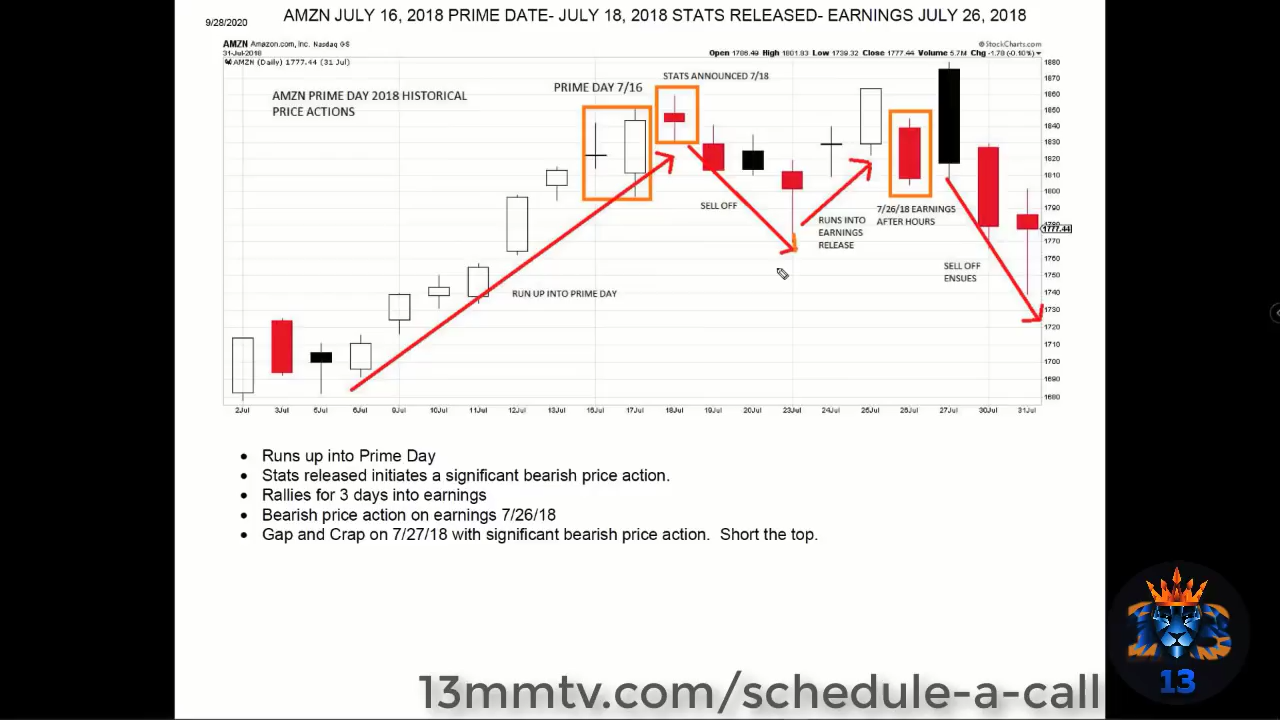 AMZN JULY 16, 2018 PRIME DATE- JULY 18, 2018 STATS RELEASED- EARNINGS JULY 26, 2018
9/28/2020
AMZN Amazon.com, Inc. Nasdaq GS
© StockCharts.com
31-Jul-2018
Open 1786.49 High 1801.83 Low 1739.32 Close 1777.44 Volume 5.7M Chg -1.78 (-0.10%)
AMZN (Daily) 1777.44 (31 Jul)
AMZN PRIME DAY 2018 HISTORICAL
PRICE ACTIONS
PRIME DAY 7/16
STATS ANNOUNCED 7/18
SELL OFF
RUNS INTO
EARNINGS
RELEASE
7/26/18 EARNINGS
AFTER HOURS
SELL OFF
ENSUES
RUN UP INTO PRIME DAY
1880
1870
1860
1850
1840
1830
1820
1810
1800
1790
1780
1777.44
1770
1760
1750
1740
1730
1720
1710
1700
1690
1680
2Jul 3Jul 5Jul 6Jul 9Jul 10Jul 11Jul 12Jul 13Jul 16Jul 17Jul 18Jul 19Jul 20Jul 23Jul 24Jul 25Jul 26Jul 27Jul 30Jul 31Jul
• Runs up into Prime Day
• Stats released initiates a significant bearish price action.
• Rallies for 3 days into earnings
• Bearish price action on earnings 7/26/18
• Gap and Crap on 7/27/18 with significant bearish price action. Short the top.
13mmtv.com/schedule-a-call
13